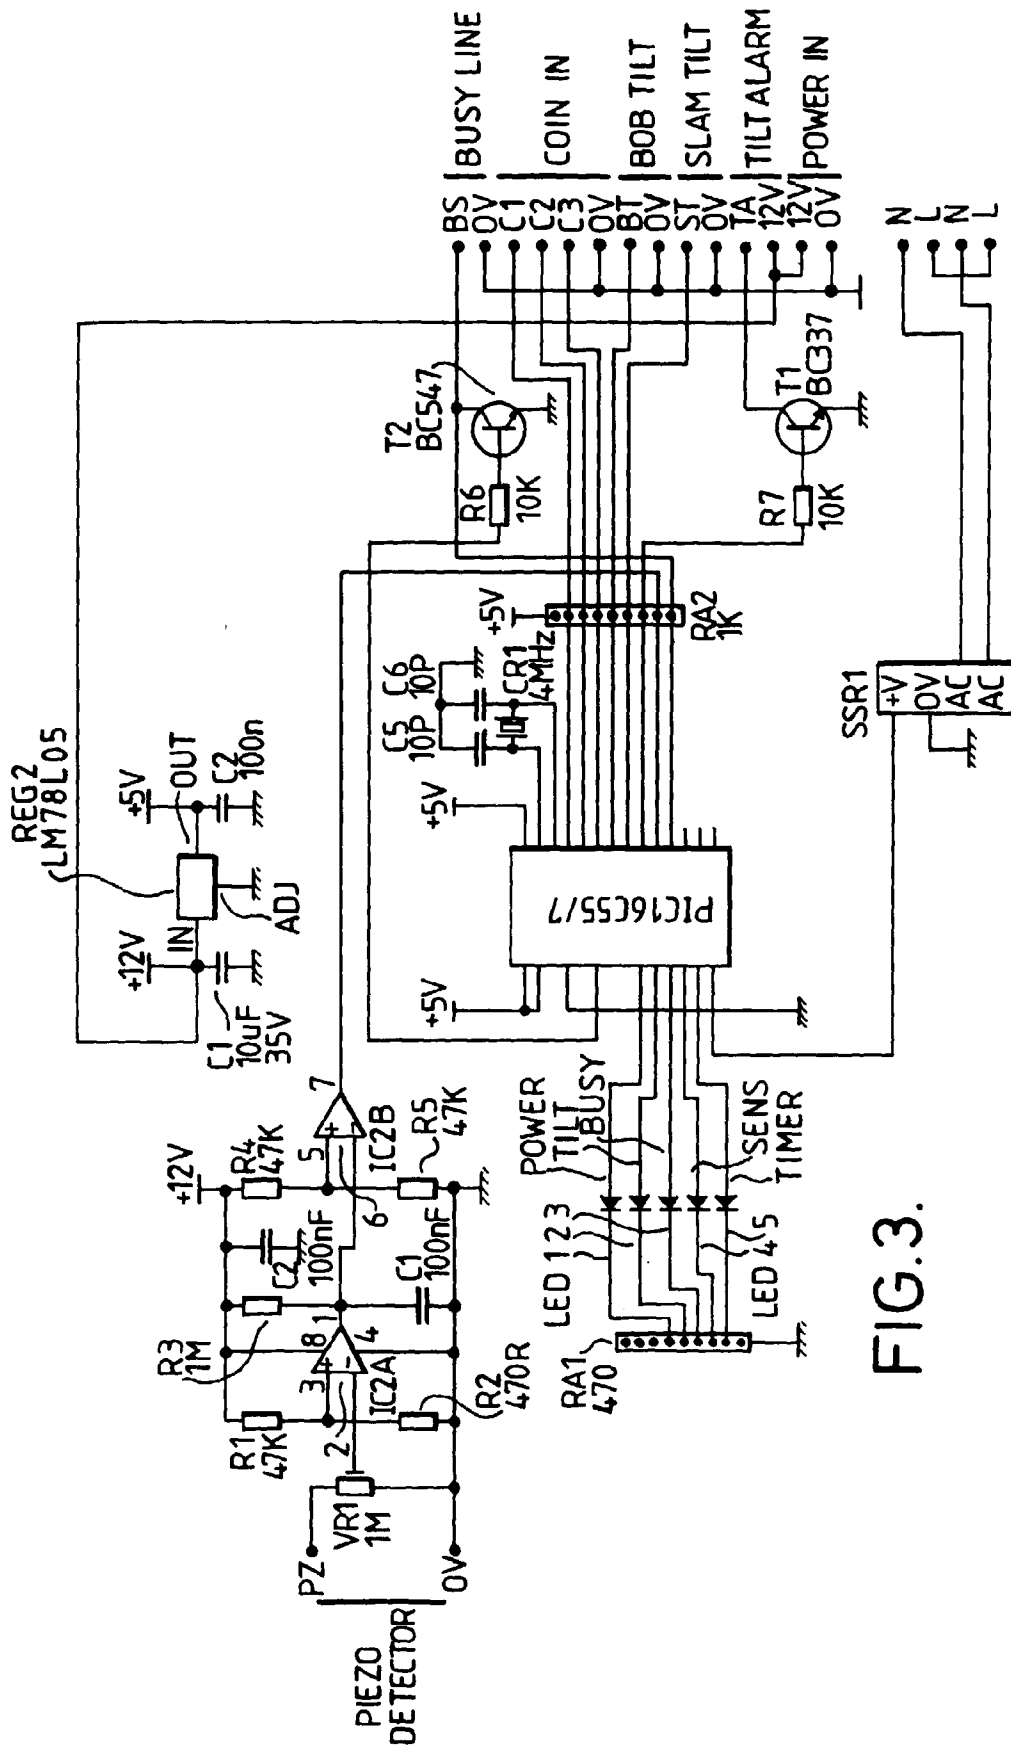 REG2
LM78L05
+12V
IN
+5V
OUT
ADJ
C1
10uF
35V
C2
100n
BS
0V
C1
C2
C3
0V
BT
0V
ST
0V
TA
12V
12V
0V
BUSY LINE
COIN IN
BOB TILT
SLAM TILT
TILT ALARM
POWER IN
N
L
N
L
T2
BC547
R6
10K
T1
BC337
R7
10K
+5V
RA2
1K
C5
10P
C6
10P
CR1
4MHz
+5V
+5V
PIC16C55/7
SSR1
+V
0V
AC
AC
PIEZO
DETECTOR
PZ
0V
VR1
1M
R1
47K
R2
470R
R3
1M
3
2
8
1
4
IC2A
C2
100nF
C1
100nF
+12V
R4
47K
R5
47K
5
6
7
IC2B
POWER
TILT
BUSY
SENS
TIMER
LED 1 2 3
LED 4 5
RA1
470
FIG.3.